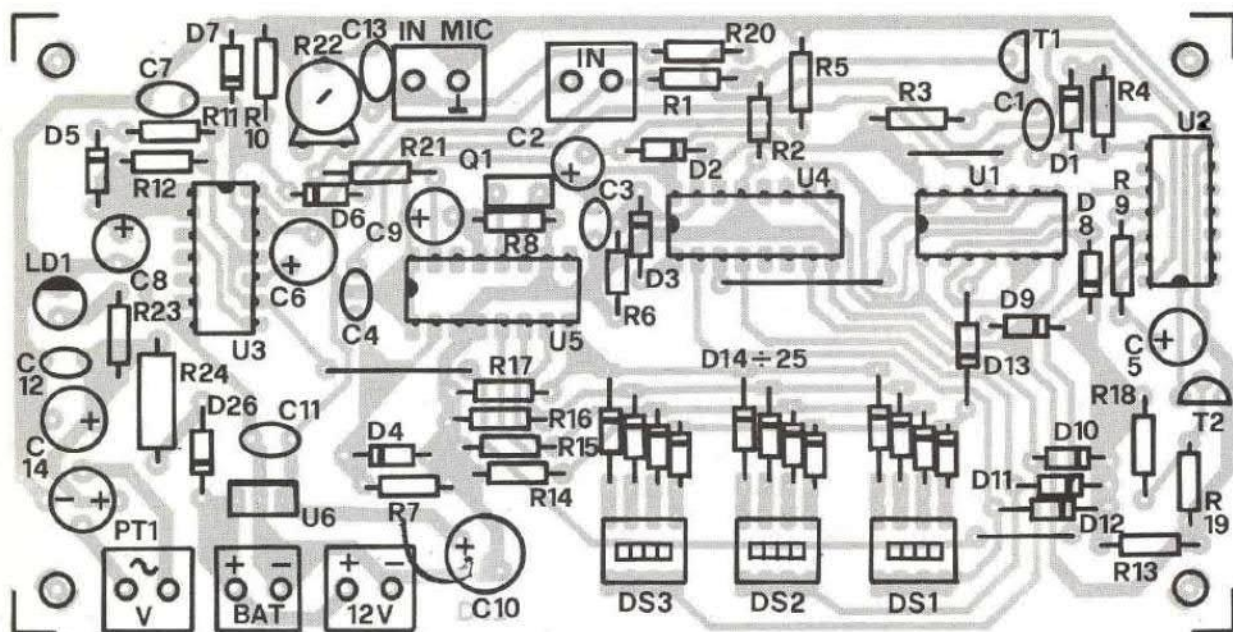 D7
C13
IN MIC
R20
T1
R22
IN
R5
R4
C7
R1
R3
C1
U2
R11
R
10
D5
R2
D1
R21
Q1
C2
D2
R12
U4
U1
R
9
D6
C3
D
8
C9
R8
D3
LD1
C8
C6
R6
D9
R23
C4
U3
U5
D13
C
5
C
12
R24
R17
D14÷25
R18
D26
C11
R16
T2
C
14
D4
R15
D10
R14
D11
R7
U6
D12
R
19
− +
PT1
+
R13
~
V
+ −
BAT
+ −
12V
C10
DS3
DS2
DS1